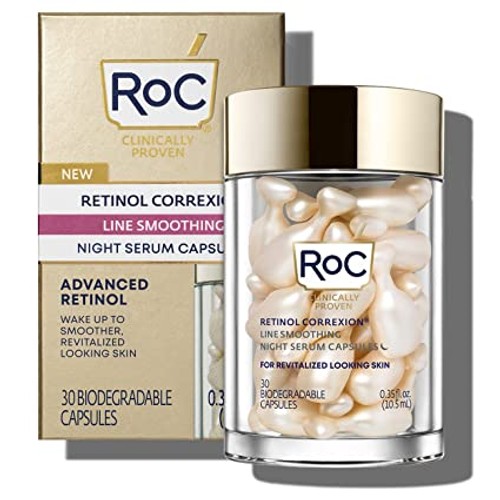 RoC
CLINICALLY
PROVEN
NEW
RETINOL
LINE SMOOTHING
NIGHT SERUM
ADVANCED
RETINOL
WAKE UP TO
SMOOTHER,
REVITALIZED
LOOKING SKIN
30 BIODEGRADABLE
CAPSULES
RoC
CLINICALLY
PROVEN
RETINOL CORREXION®
LINE SMOOTHING
NIGHT SERUM CAPSULES
FOR REVITALIZED LOOKING SKIN
30
BIODEGRADABLE
CAPSULES
0.35 fl. oz.
(10.5 mL)